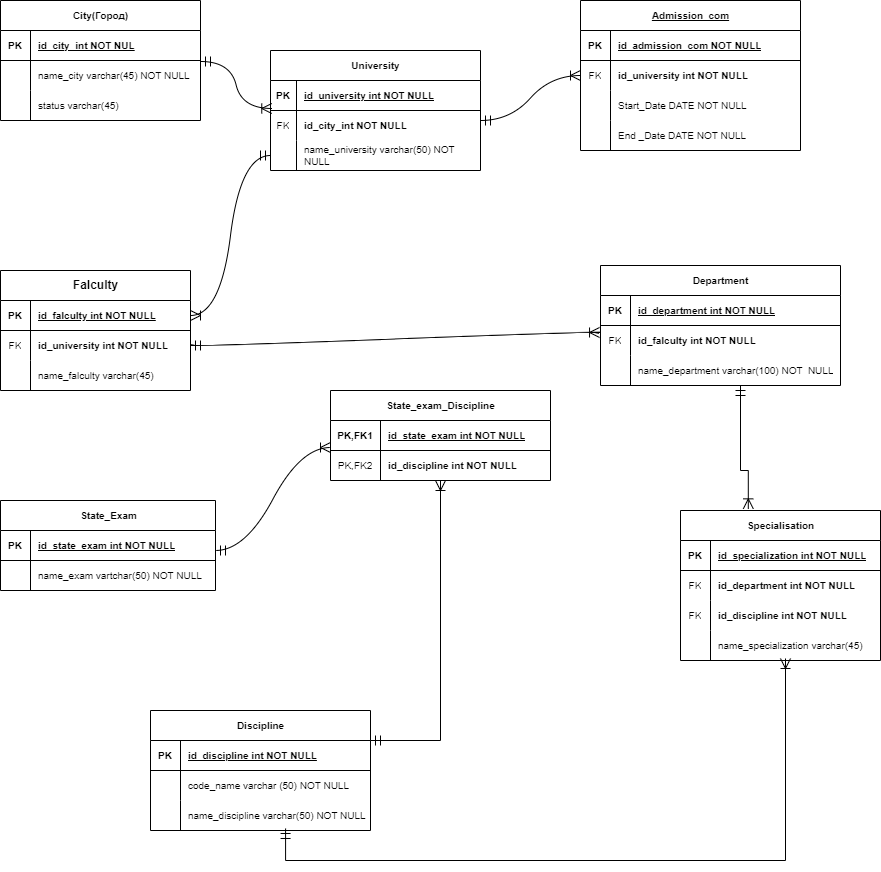 City(Город)
PK id_city_int NOT NUL
name_city varchar(45) NOT NULL
status varchar(45)
University
PK id_university int NOT NULL
FK id_city_int NOT NULL
name_university varchar(50) NOT
NULL
Admission_com
PK id_admission_com NOT NULL
FK id_university int NOT NULL
Start_Date DATE NOT NULL
End _Date DATE NOT NULL
Falculty
PK id_falculty int NOT NULL
FK id_university int NOT NULL
name_falculty varchar(45)
Department
PK id_department int NOT NULL
FK id_falculty int NOT NULL
name_department varchar(100) NOT  NULL
State_exam_Discipline
PK,FK1 id_state_exam int NOT NULL
PK,FK2 id_discipline int NOT NULL
State_Exam
PK id_state_exam int NOT NULL
name_exam vartchar(50) NOT NULL
Specialisation
PK id_specialization int NOT NULL
FK id_department int NOT NULL
FK id_discipline int NOT NULL
name_specialization varchar(45)
Discipline
PK id_discipline int NOT NULL
code_name varchar (50) NOT NULL
name_discipline varchar(50) NOT NULL